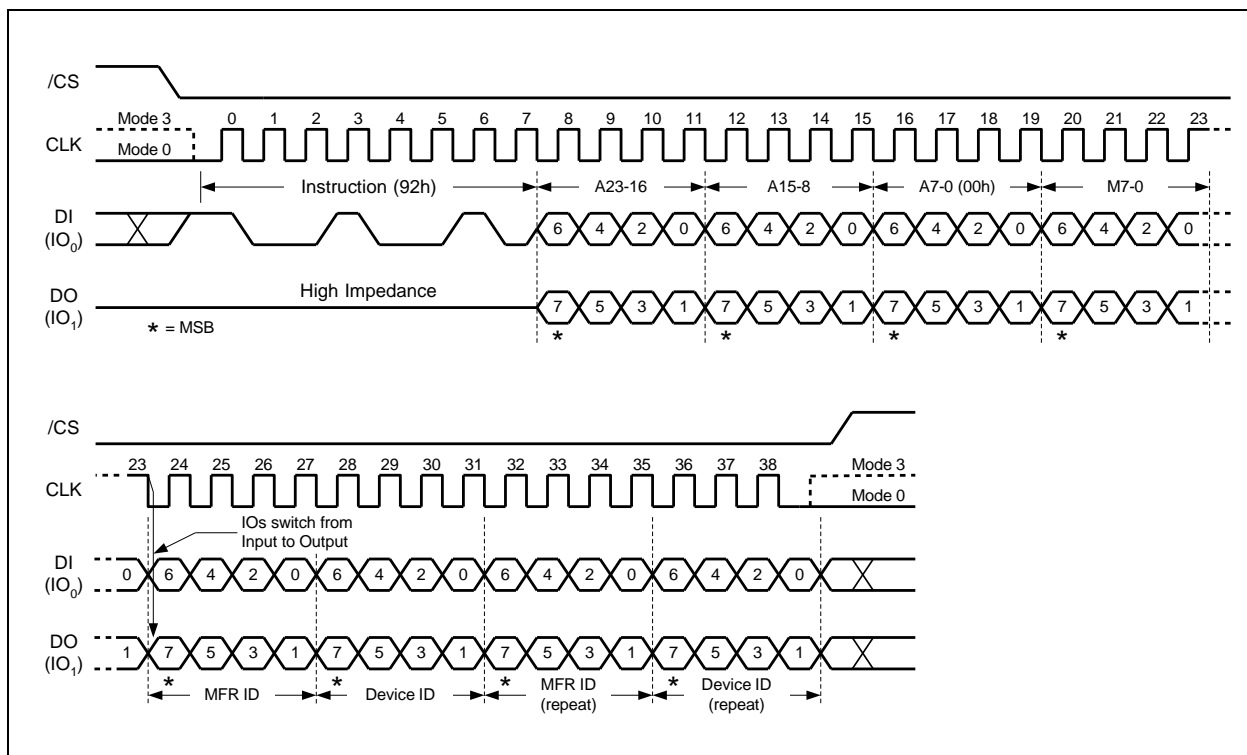 /CS
Mode 3
0 1 2 3 4 5 6 7 8 9 10 11 12 13 14 15 16 17 18 19 20 21 22 23
CLK
Mode 0
Instruction (92h) A23-16 A15-8 A7-0 (00h) M7-0
DI
(IO0)
6 4 2 0 6 4 2 0 6 4 2 0 6 4 2 0
High Impedance
DO
(IO1)
7 5 3 1 7 5 3 1 7 5 3 1 7 5 3 1
* = MSB
* * * *
/CS
23 24 25 26 27 28 29 30 31 32 33 34 35 36 37 38
Mode 3
CLK
Mode 0
IOs switch from
Input to Output
DI
(IO0)
0 6 4 2 0 6 4 2 0 6 4 2 0 6 4 2 0
DO
(IO1)
1 7 5 3 1 7 5 3 1 7 5 3 1 7 5 3 1
* * * *
MFR ID Device ID MFR ID
(repeat)
Device ID
(repeat)